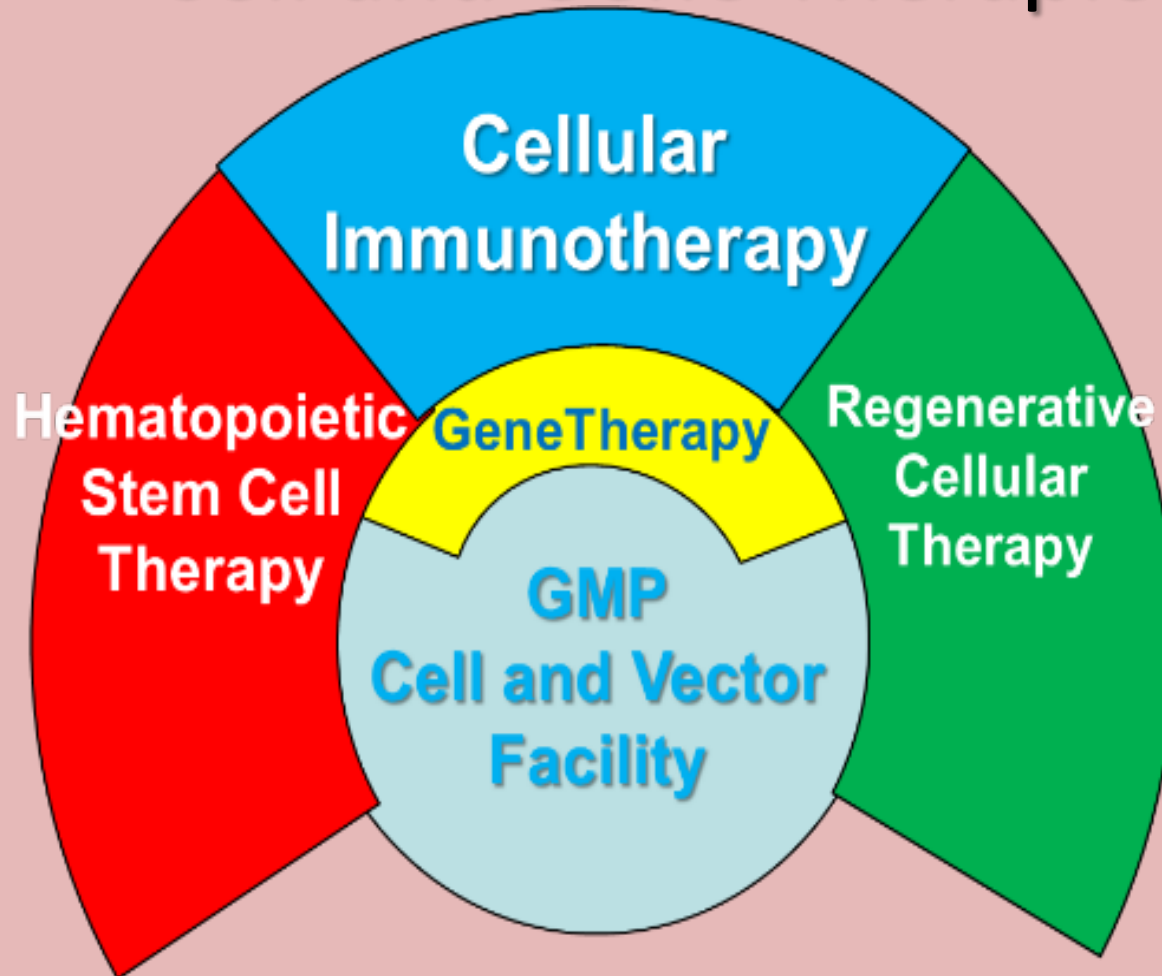 Cellular
Immunotherapy
Hematopoietic
Stem Cell
Therapy
GeneTherapy
Regenerative
Cellular
Therapy
GMP
Cell and Vector
Facility